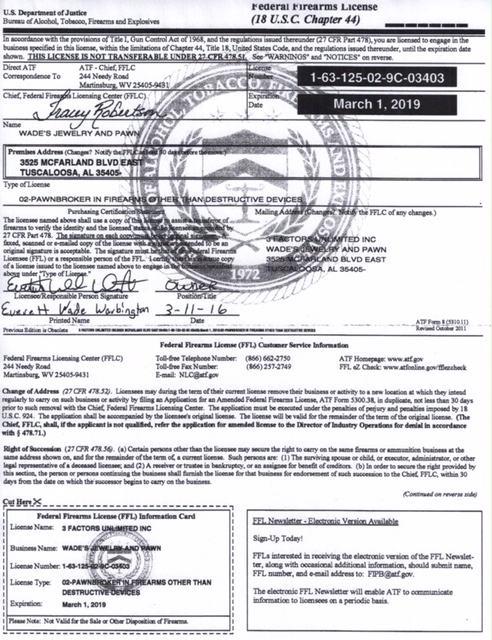 U.S. Department of Justice
Bureau of Alcohol, Tobacco, Firearms and Explosives
Federal Firearms License
(18 U.S.C. Chapter 44)
In accordance with the provisions of Title I, Gun Control Act of 1968, and the regulations issued thereunder (27 CFR Part 478), you are licensed to engage in the
business specified in this license, within the limitations of Chapter 44, Title 18, United States Code, and the regulations issued thereunder, until the expiration date
shown. THIS LICENSE IS NOT TRANSFERABLE UNDER 27 CFR 478.51. See "WARNINGS" and "NOTICES" on reverse.
Direct ATF
Correspondence To
ATF - Chief, FFLC
244 Needy Road
Martinsburg, WV 25405-9431
License
Number
1-63-125-02-9C-03403
Chief, Federal Firearms Licensing Center (FFLC)
Tracey Robertson
Expiration
Date
March 1, 2019
Name
WADE'S JEWELRY AND PAWN
Premises Address (Changes? Notify the FFLC at least 30 days before the move.)
3525 MCFARLAND BLVD EAST
TUSCALOOSA, AL 35405-
Type of License
02-PAWNBROKER IN FIREARMS OTHER THAN DESTRUCTIVE DEVICES
Purchasing Certification Statement
The licensee named above shall use a copy of this license to assist a transferor of
firearms to verify the identity and the licensed status of the licensee as provided by
27 CFR Part 478. The signature on each copy must be an original signature. A
faxed, scanned or e-mailed copy of the license with a signature intended to be an
original signature is acceptable. The signature must be that of the Federal Firearms
Licensee (FFL) or a responsible person of the FFL. I certify that this is a true copy
of a license issued to the licensee named above to engage in the business specified
above under "Type of License."
Mailing Address (Changes? Notify the FFLC of any changes.)
3 FACTORS UNLIMITED INC
WADE'S JEWELRY AND PAWN
3525 MCFARLAND BLVD EAST
TUSCALOOSA, AL 35405-
Owner
Licensee/Responsible Person Signature
Position/Title
Everett Wade Warbington
3-11-16
Printed Name
Date
ATF Form 8 (5310.11)
Revised October 2011
Previous Edition is Obsolete
Federal Firearms License (FFL) Customer Service Information
Federal Firearms Licensing Center (FFLC)
244 Needy Road
Martinsburg, WV 25405-9431
Toll-free Telephone Number: (866) 662-2750
Toll-free Fax Number: (866) 257-2749
E-mail: NLC@atf.gov
ATF Homepage: www.atf.gov
FFL eZ Check: www.atfonline.gov/fflezcheck
Change of Address (27 CFR 478.52). Licensees may during the term of their current license remove their business or activity to a new location at which they intend
regularly to carry on such business or activity by filing an Application for an Amended Federal Firearms License, ATF Form 5300.38, in duplicate, not less than 30 days
prior to such removal with the Chief, Federal Firearms Licensing Center. The application must be executed under the penalties of perjury and penalties imposed by 18
U.S.C. 924. The application shall be accompanied by the licensee's original license. The license will be valid for the remainder of the term of the original license. (The
Chief, FFLC, shall, if the applicant is not qualified, refer the application for amended license to the Director of Industry Operations for denial in accordance
with § 478.71.)
Right of Succession (27 CFR 478.56). (a) Certain persons other than the licensee may secure the right to carry on the same firearms or ammunition business at the
same address shown on, and for the remainder of the term of, a current license. Such persons are: (1) The surviving spouse or child, or executor, administrator, or other
legal representative of a deceased licensee; and (2) A receiver or trustee in bankruptcy, or an assignee for benefit of creditors. (b) In order to secure the right provided by
this section, the person or persons continuing the business shall furnish the license for that business for endorsement of such succession to the Chief, FFLC, within 30
days from the date on which the successor begins to carry on the business.
(Continued on reverse side)
Cut Here
Federal Firearms License (FFL) Information Card
License Name: 3 FACTORS UNLIMITED INC
Business Name: WADE'S JEWELRY AND PAWN
License Number: 1-63-125-02-9C-03403
License Type: 02-PAWNBROKER IN FIREARMS OTHER THAN
DESTRUCTIVE DEVICES
Expiration: March 1, 2019
Please Note: Not Valid for the Sale or Other Disposition of Firearms.
FFL Newsletter - Electronic Version Available
Sign-Up Today!
FFLs interested in receiving the electronic version of the FFL Newslet-
ter, along with occasional additional information, should submit name,
FFL number, and e-mail address to: FIPB@atf.gov.
The electronic FFL Newsletter will enable ATF to communicate
information to licensees on a periodic basis.